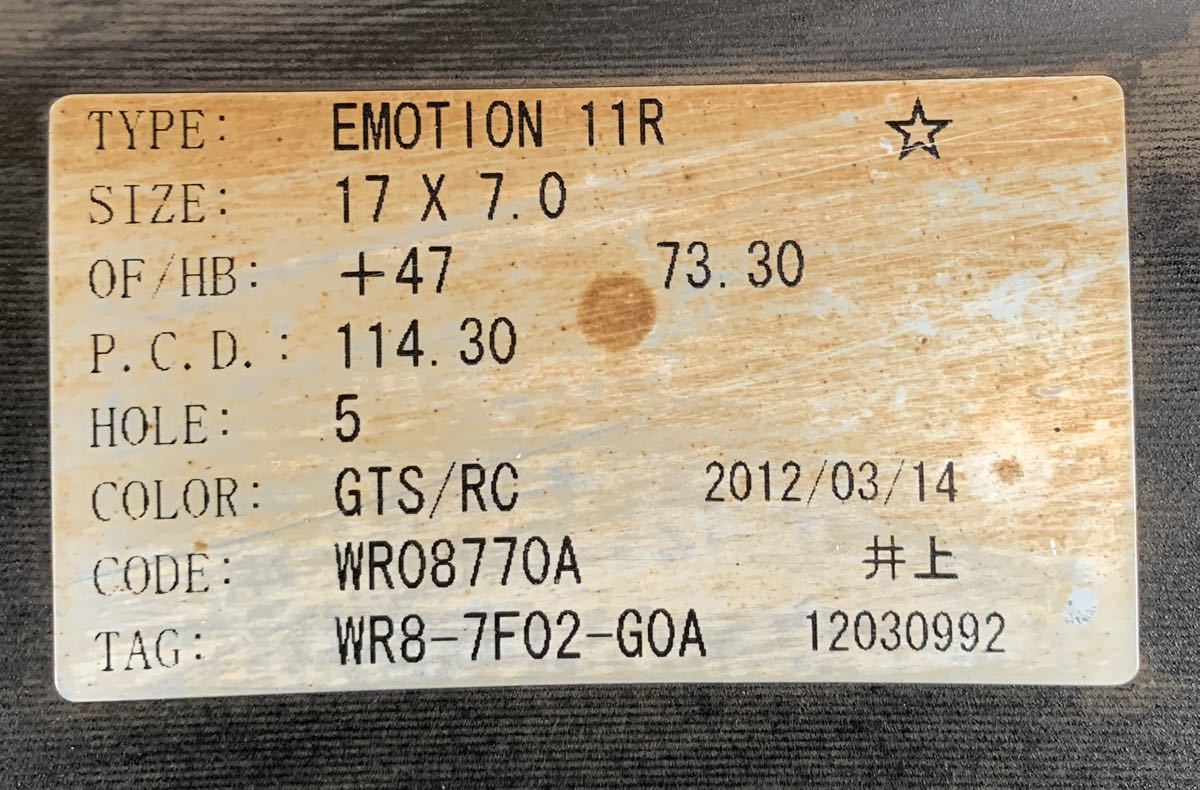 TYPE: EMOTION 11R ☆
SIZE: 17 X 7.0
OF/HB: +47 73.30
P.C.D.: 114.30
HOLE: 5
COLOR: GTS/RC 2012/03/14
CODE: WR08770A 井上
TAG: WR8-7F02-G0A 12030992